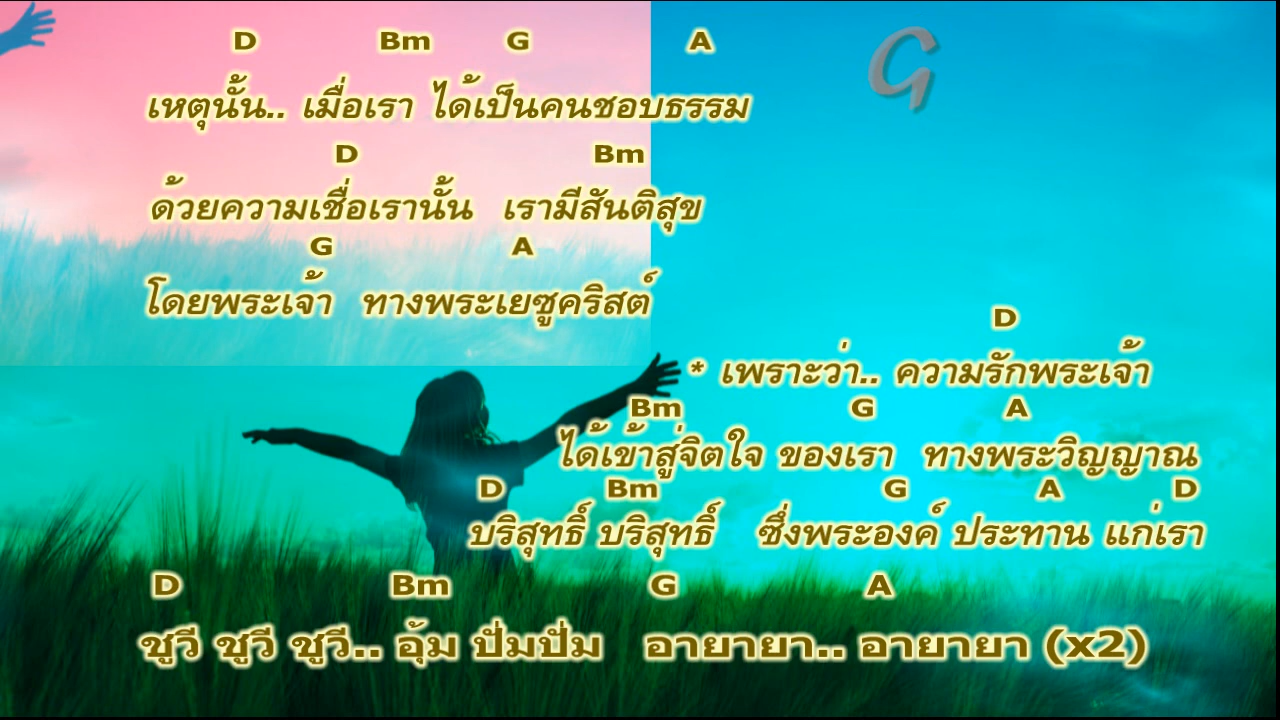 G
D Bm G A
เหตุนั้น.. เมื่อเรา ได้เป็นคนชอบธรรม
D Bm
ด้วยความเชื่อเรานั้น เรามีสันติสุข
G A
โดยพระเจ้า ทางพระเยซูคริสต์
D
* เพราะว่า.. ความรักพระเจ้า
Bm G A
ได้เข้าสู่จิตใจ ของเรา ทางพระวิญญาณ
D Bm G A D
บริสุทธิ์ บริสุทธิ์ ซึ่งพระองค์ ประทาน แก่เรา
D Bm G A
ชูวี ชูวี ชูวี.. อุ้ม ปั่มปั่ม อายายา.. อายายา (x2)